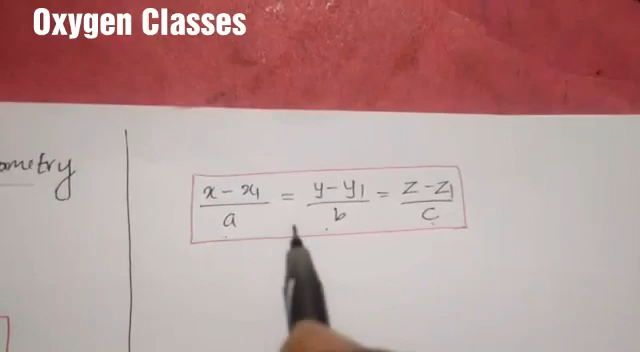 Oxygen Classes
ometry
x - x1 / a = y - y1 / b = z - z1 / c